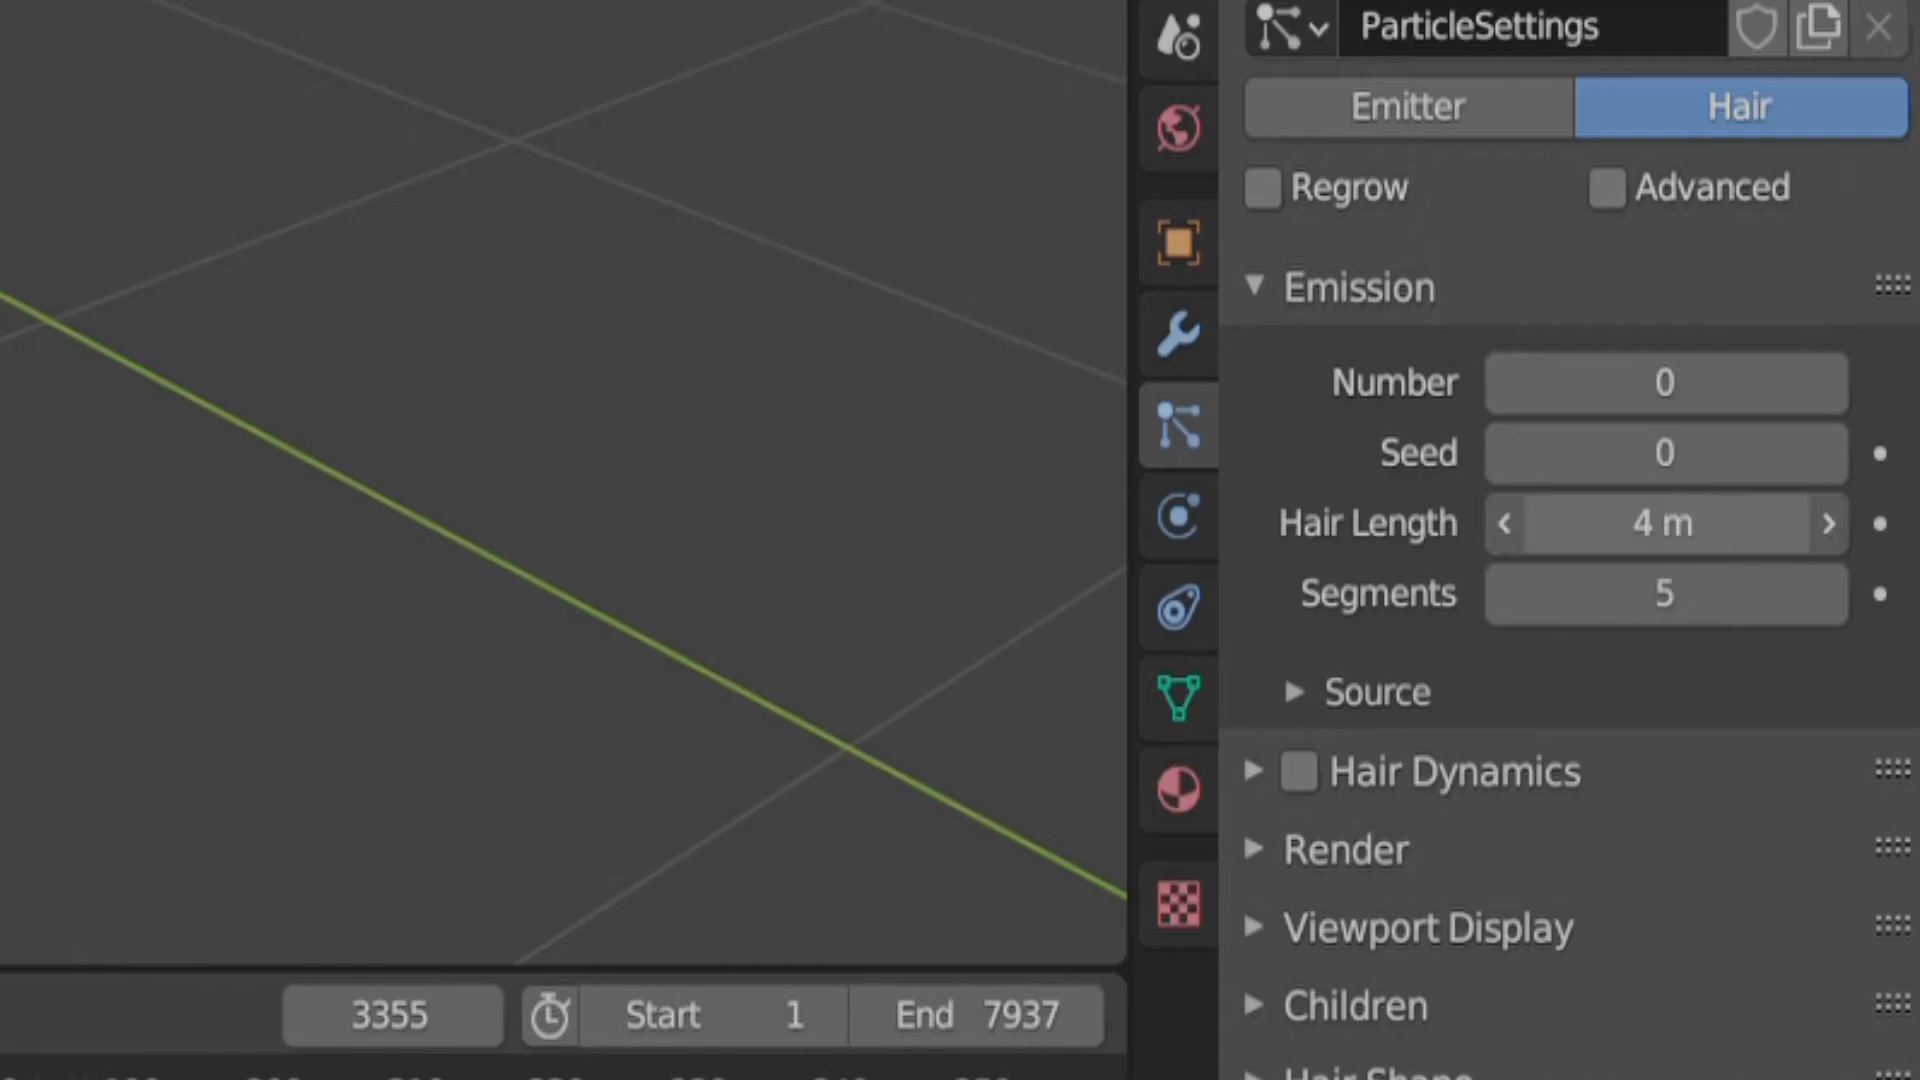 ParticleSettings
Emitter Hair
Regrow Advanced
Emission
Number 0
Seed 0
Hair Length 4 m
Segments 5
Source
Hair Dynamics
Render
Viewport Display
Children
3355 Start 1 End 7937